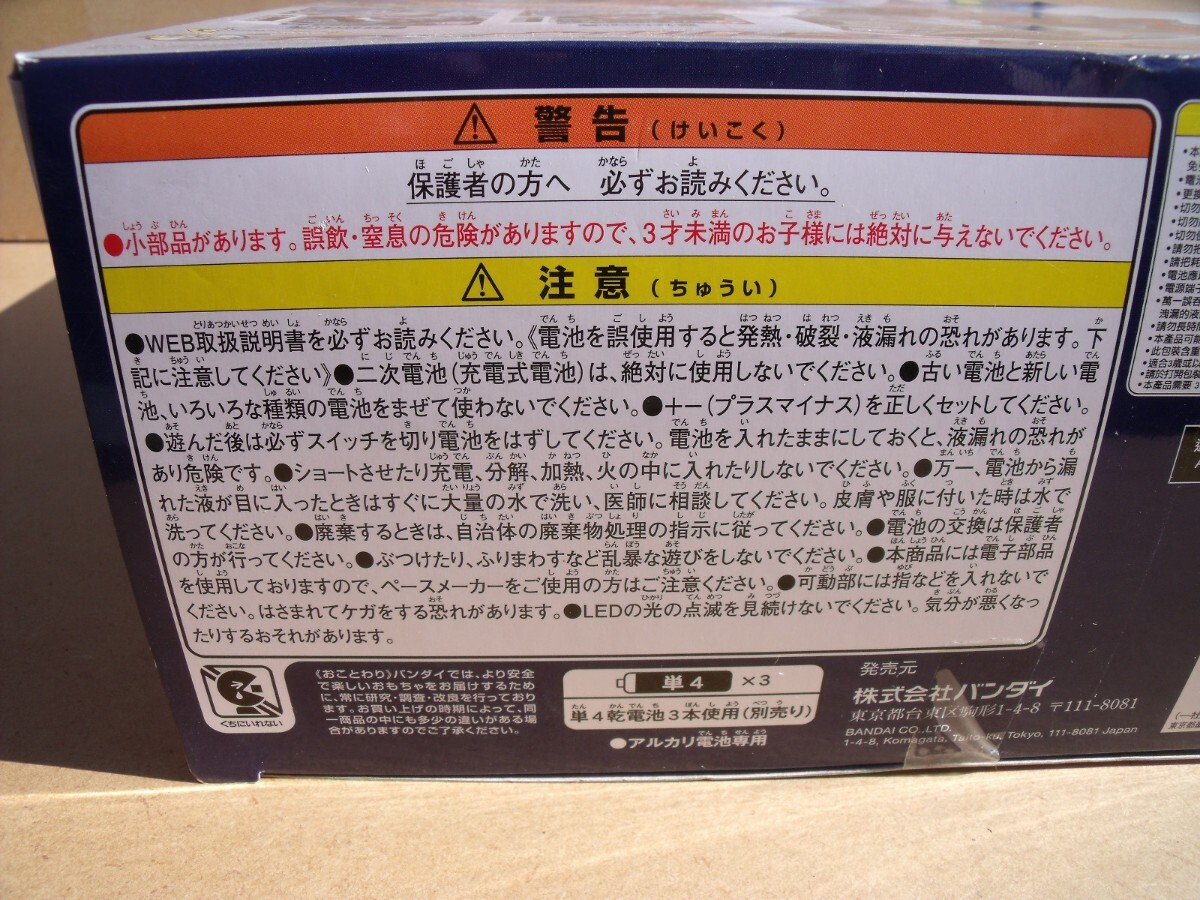 警告(けいこく)
保護者の方へ 必ずお読みください。
●小部品があります。誤飲・窒息の危険がありますので、3才未満のお子様には絶対に与えないでください。
注意(ちゅうい)
●WEB取扱説明書を必ずお読みください。《電池を誤使用すると発熱・破裂・液漏れの恐れがあります。下
記に注意してください》●二次電池(充電式電池)は、絶対に使用しないでください。●古い電池と新しい電
池、いろいろな種類の電池をまぜて使わないでください。●+−(プラスマイナス)を正しくセットしてください。
●遊んだ後は必ずスイッチを切り電池をはずしてください。電池を入れたままにしておくと、液漏れの恐れが
あり危険です。●ショートさせたり充電、分解、加熱、火の中に入れたりしないでください。●万一、電池から漏
れた液が目に入ったときはすぐに大量の水で洗い、医師に相談してください。皮膚や服に付いた時は水で
洗ってください。●廃棄するときは、自治体の廃棄物処理の指示に従ってください。●電池の交換は保護者
の方が行ってください。●ぶつけたり、ふりまわすなど乱暴な遊びをしないでください。●本商品には電子部品
を使用しておりますので、ペースメーカーをご使用の方はご注意ください。●可動部には指などを入れないで
ください。はさまれてケガをする恐れがあります。●LEDの光の点滅を見続けないでください。気分が悪くなっ
たりするおそれがあります。
くちにいれない
《おことわり》バンダイでは、より安全
で楽しいおもちゃをお届けするため
に、常に研究・調査・改良を行っており
ます。お買い上げの時期によって、同
一商品の中にも多少の違いがある場
合がありますのでご了承ください。
単4 ×3
単4乾電池3本使用(別売り)
●アルカリ電池専用
発売元
株式会社バンダイ
東京都台東区駒形1-4-8 〒111-8081
BANDAI CO.,LTD.
1-4-8, Komagata, Taito-ku, Tokyo, 111-8081 Japan